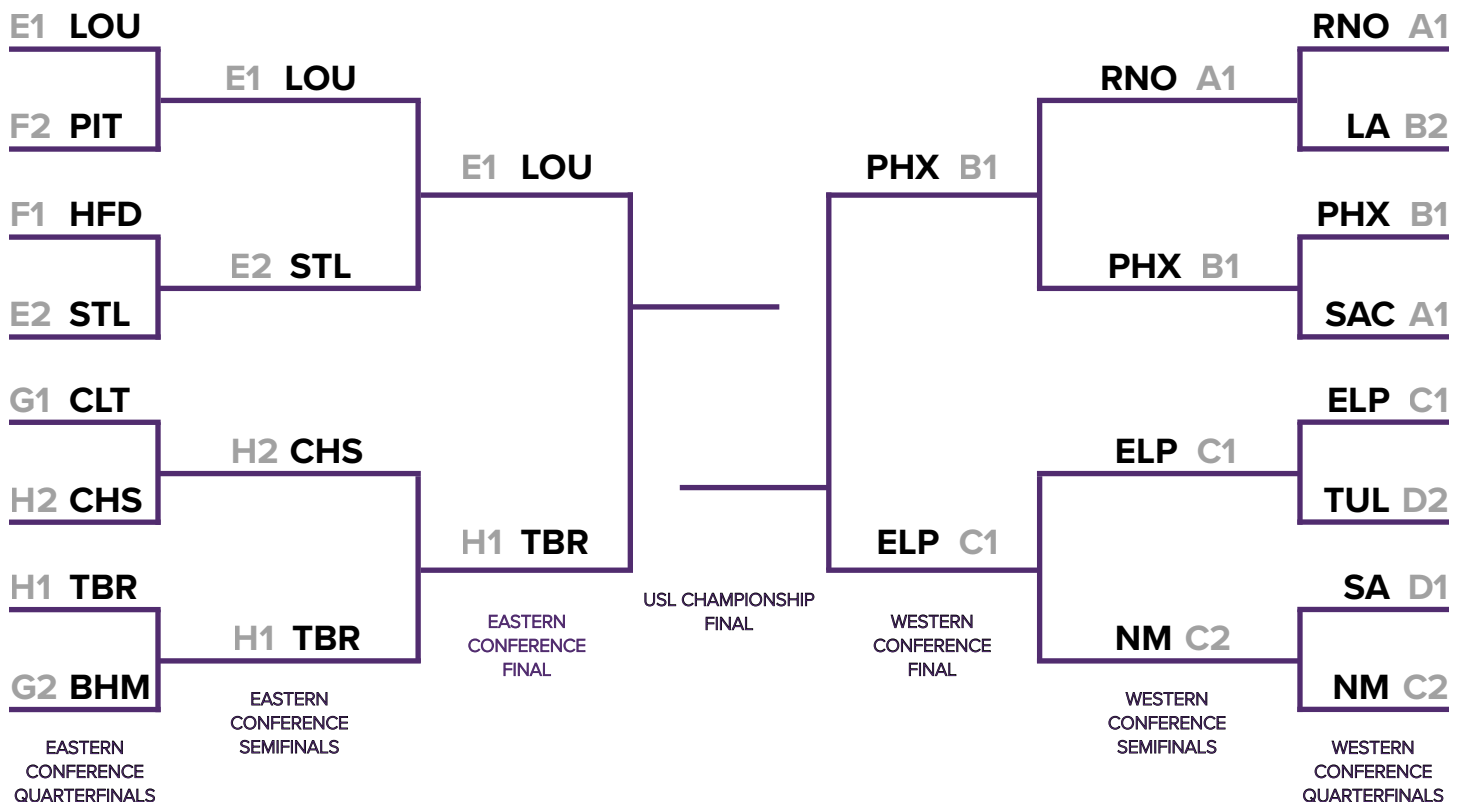 E1 LOU
F2 PIT
F1 HFD
E2 STL
G1 CLT
H2 CHS
H1 TBR
G2 BHM
EASTERN
CONFERENCE
QUARTERFINALS
E1 LOU
E2 STL
H2 CHS
H1 TBR
EASTERN
CONFERENCE
SEMIFINALS
E1 LOU
H1 TBR
EASTERN
CONFERENCE
FINAL
USL CHAMPIONSHIP
FINAL
PHX B1
ELP C1
WESTERN
CONFERENCE
FINAL
RNO A1
PHX B1
ELP C1
NM C2
WESTERN
CONFERENCE
SEMIFINALS
RNO A1
LA B2
PHX B1
SAC A1
ELP C1
TUL D2
SA D1
NM C2
WESTERN
CONFERENCE
QUARTERFINALS